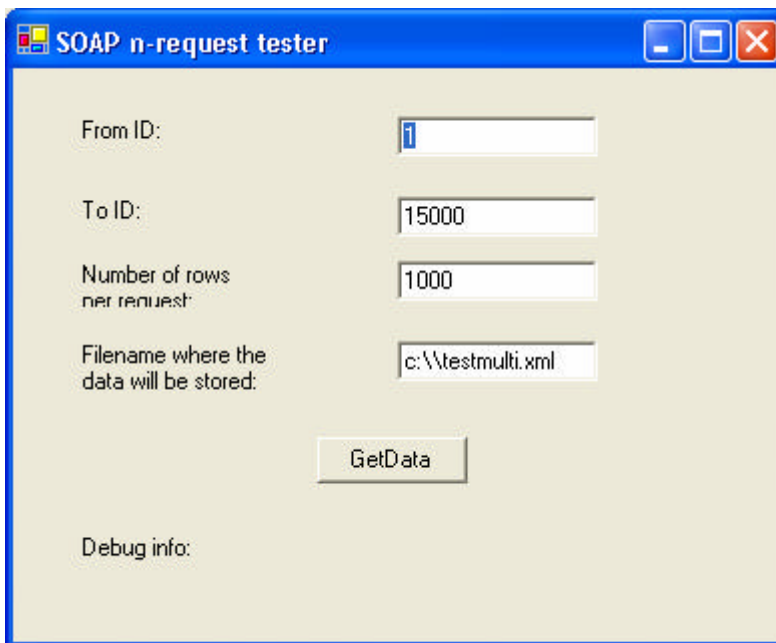 SOAP n-request tester
From ID:
1
To ID:
15000
Number of rows
per request:
1000
Filename where the
data will be stored:
c:\\testmulti.xml
GetData
Debug info: